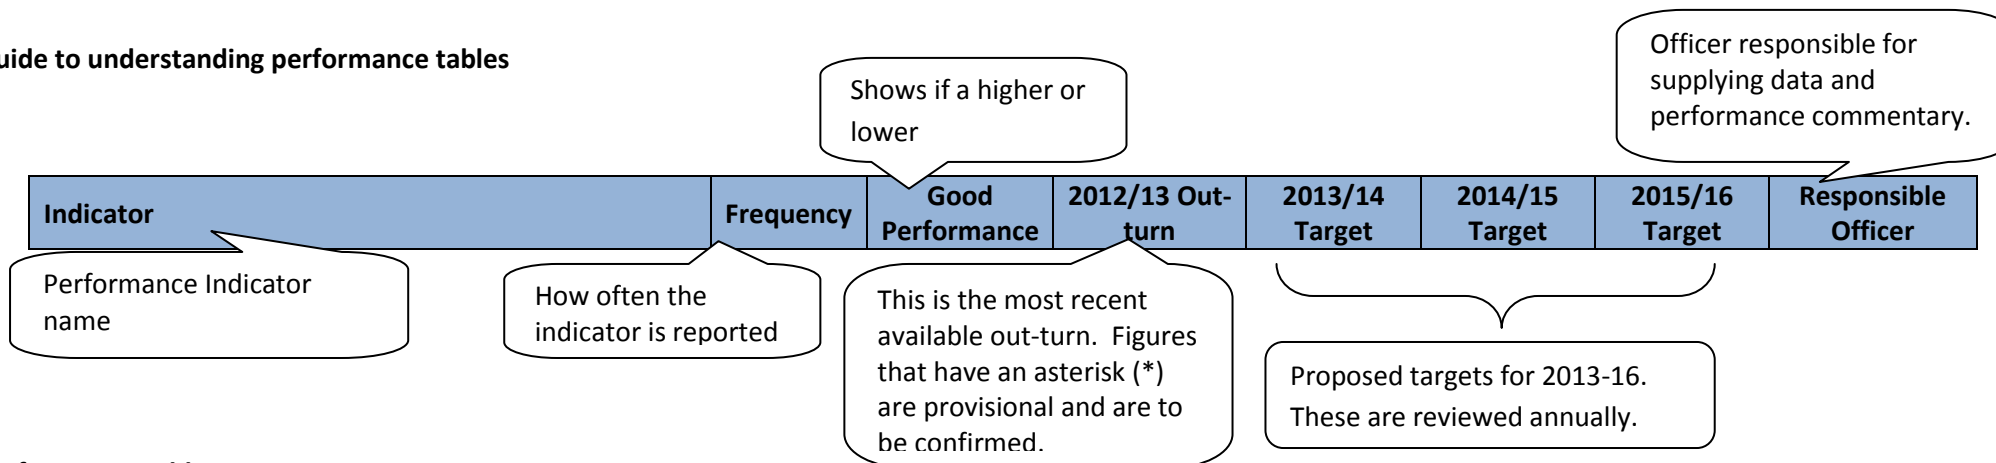 uide to understanding performance tables
Officer responsible for
supplying data and
performance commentary.
Shows if a higher or
lower
Indicator
Frequency
Good
Performance
2012/13 Out-
turn
2013/14
Target
2014/15
Target
2015/16
Target
Responsible
Officer
Performance Indicator
name
How often the
indicator is reported
This is the most recent
available out-turn.  Figures
that have an asterisk (*)
are provisional and are to
be confirmed.
Proposed targets for 2013-16.
These are reviewed annually.